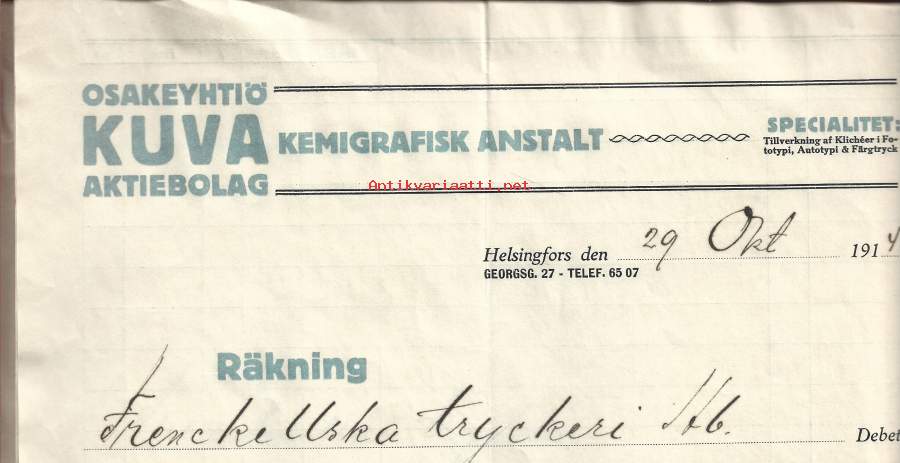 OSAKEYHTIÖ
KUVA KEMIGRAFISK ANSTALT
AKTIEBOLAG
SPECIALITET:
Tillverkning af Klichéer i Fo-
totypi, Autotypi & Färgtryck
Antikvariaatti.net
Helsingfors den 29 Okt 1914
GEORGSG. 27 - TELEF. 65 07
Räkning
Frenckellska tryckeri Ab.
Debet